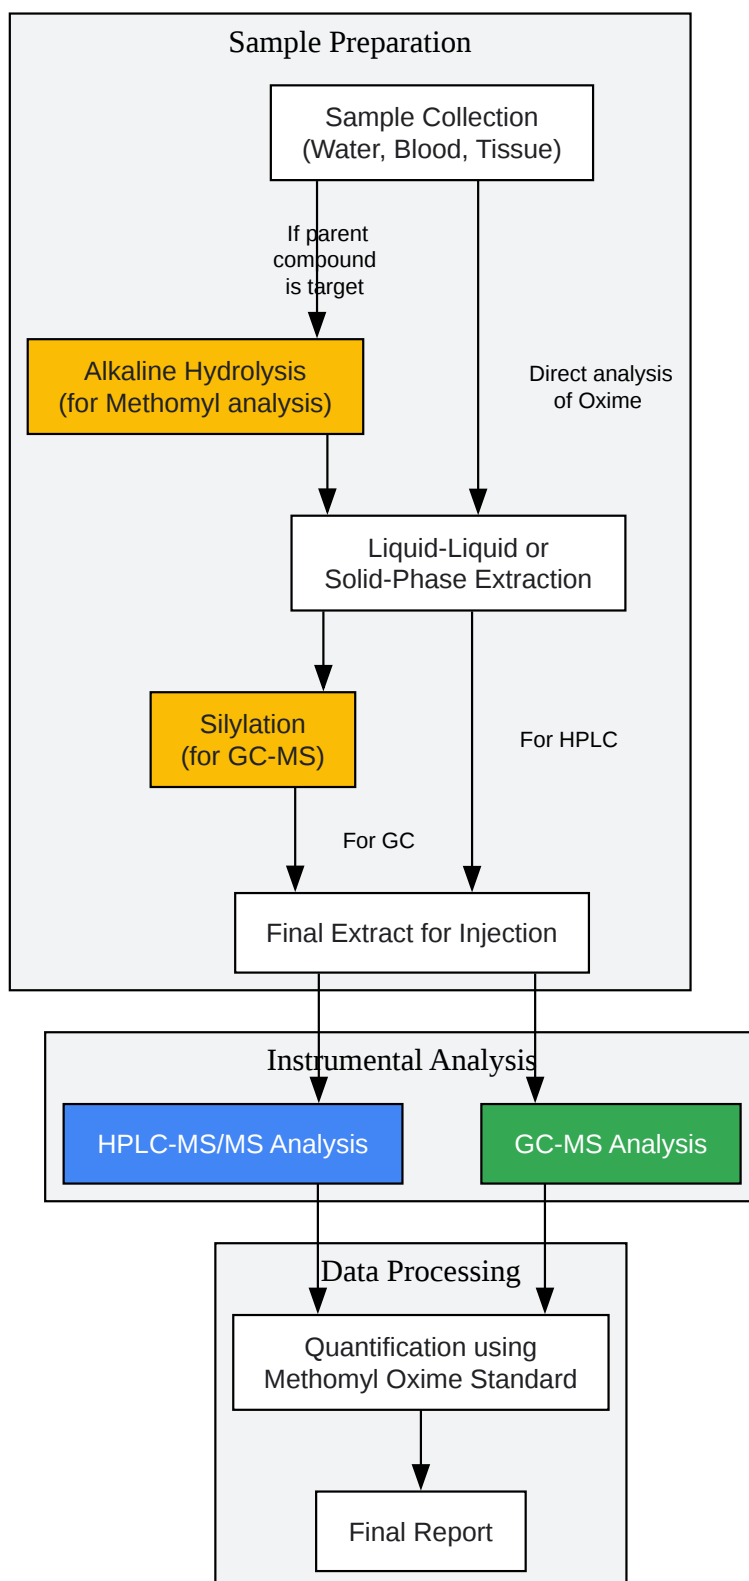 Sample Preparation
Sample Collection
(Water, Blood, Tissue)
If parent
compound
is target
Alkaline Hydrolysis
(for Methomyl analysis)
Direct analysis
of Oxime
Liquid-Liquid or
Solid-Phase Extraction
Silylation
(for GC-MS)
For HPLC
For GC
Final Extract for Injection
Instrumental Analysis
HPLC-MS/MS Analysis
GC-MS Analysis
Data Processing
Quantification using
Methomyl Oxime Standard
Final Report